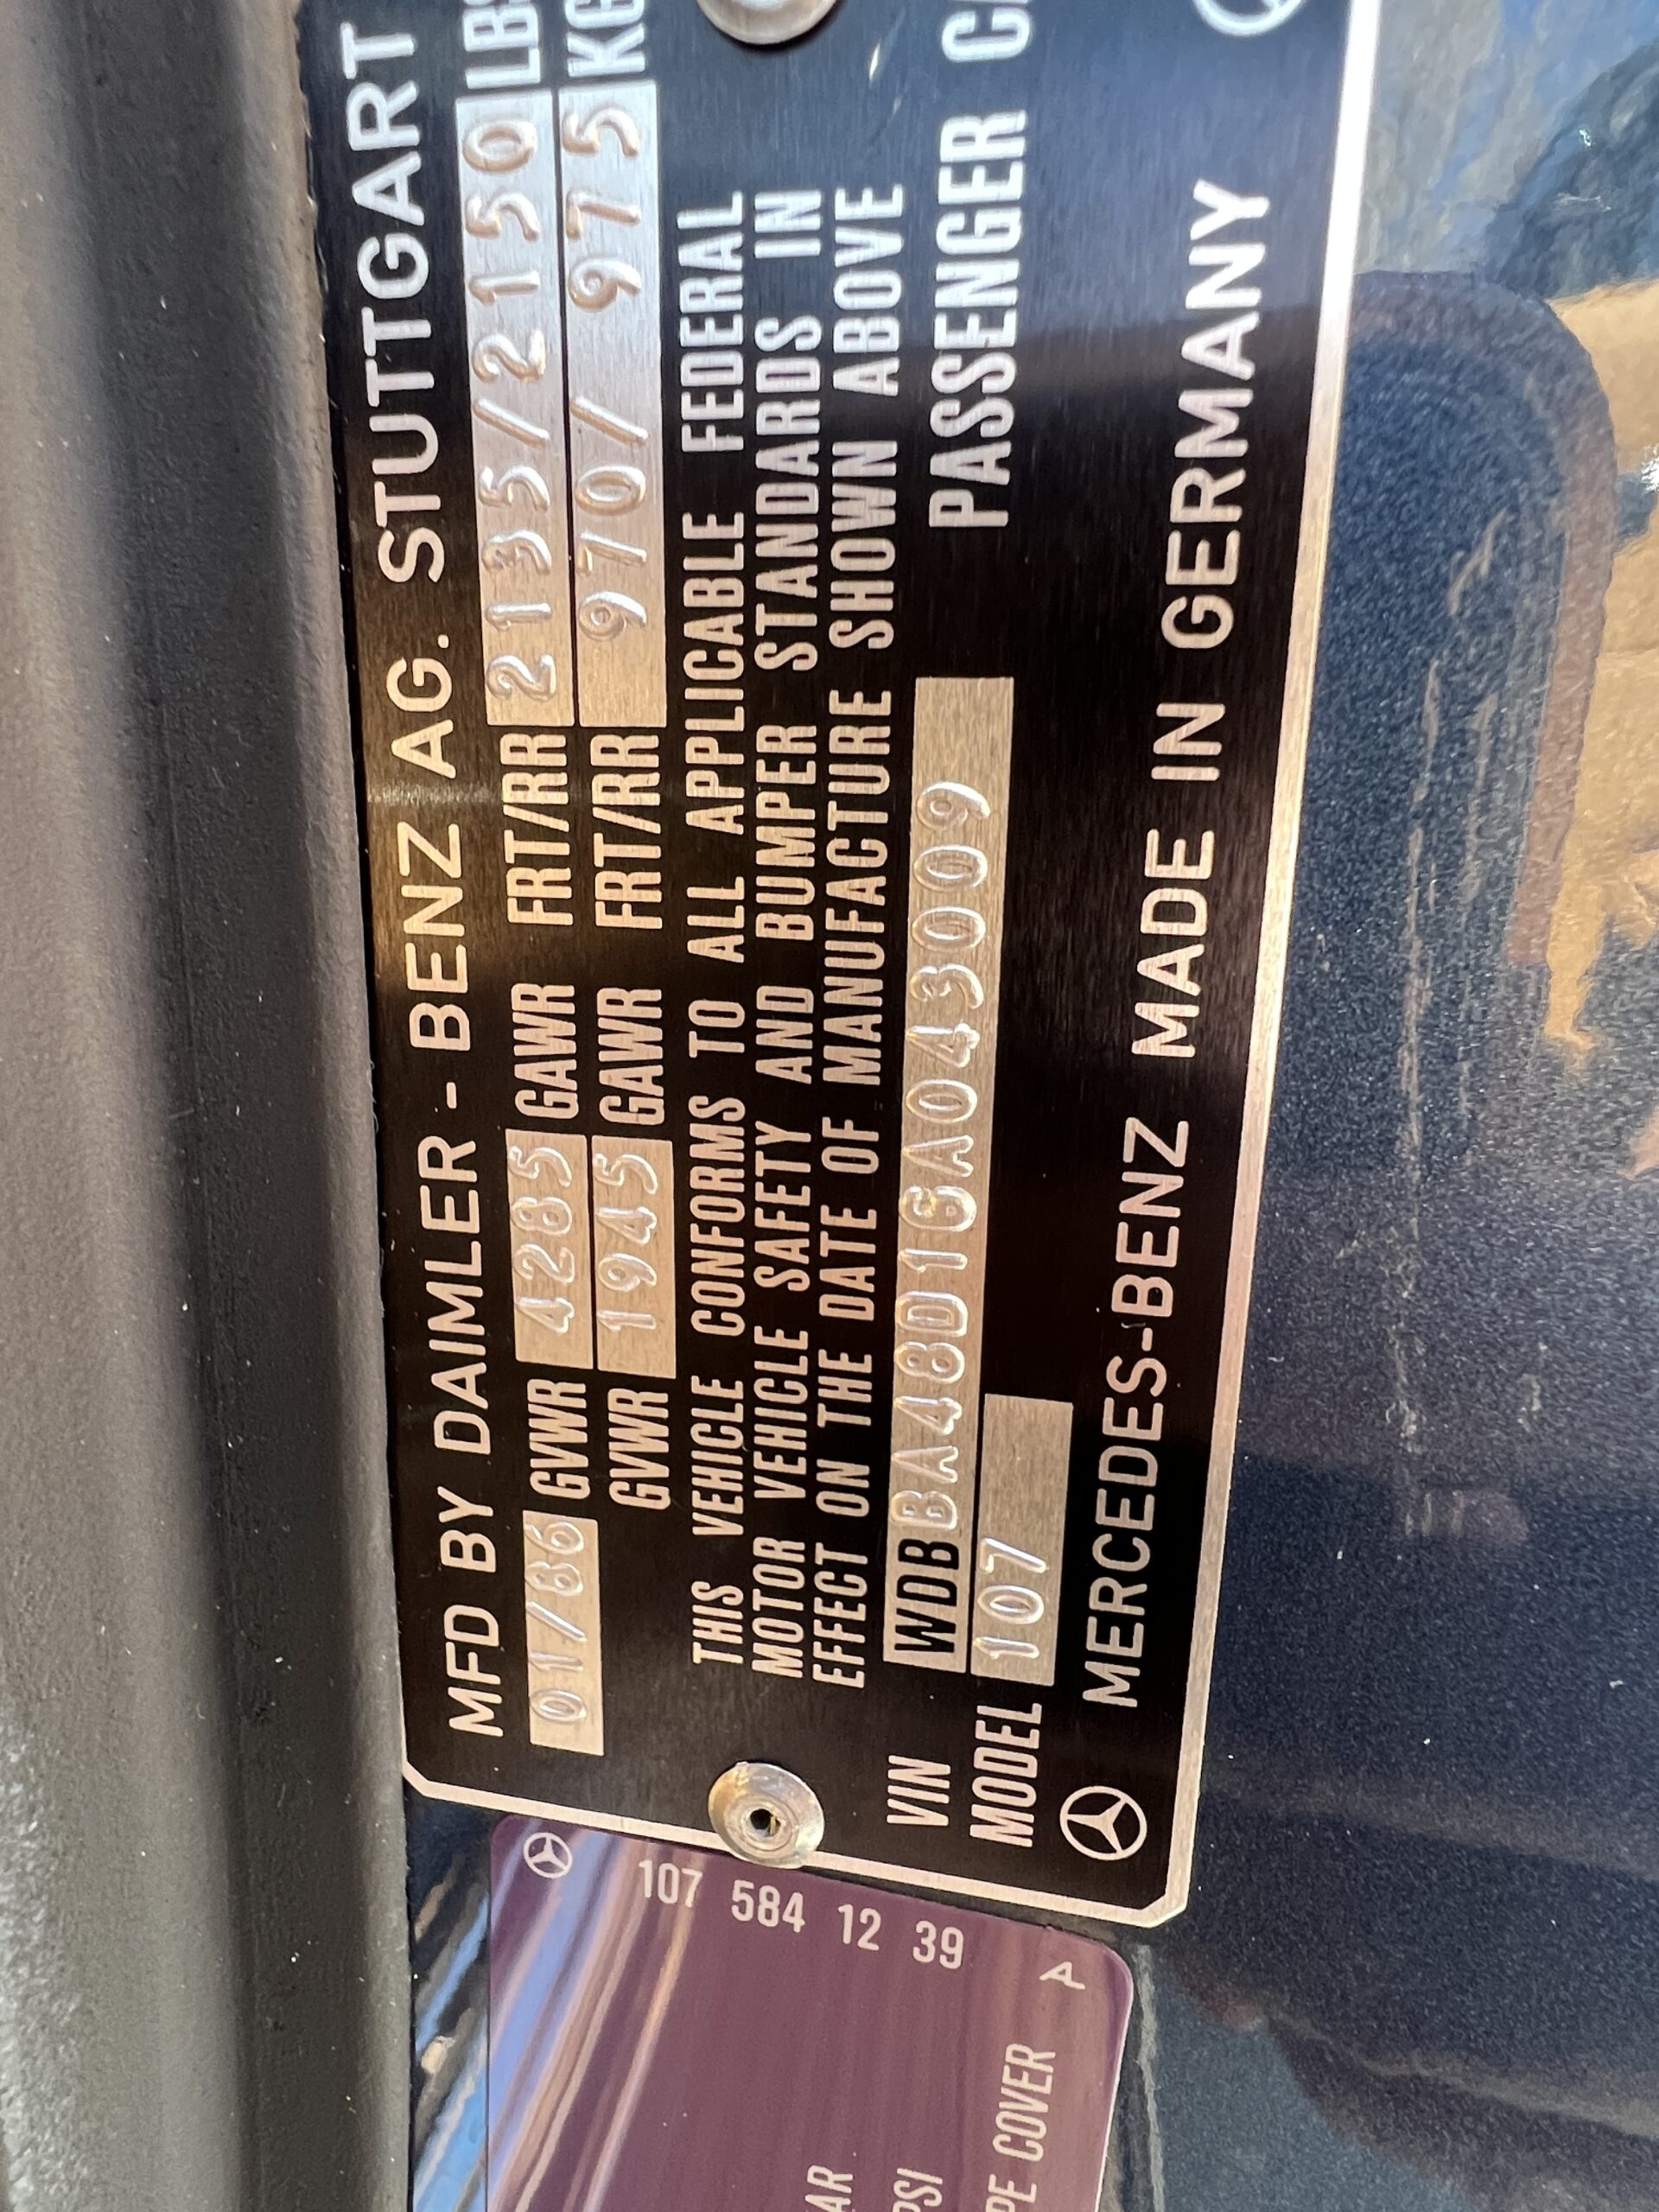 MFD BY DAIMLER - BENZ AG. STUTTGART
01/86 GVWR 4285 GAWR FRT/RR 2135/2150 LBS
GVWR 1945 GAWR FRT/RR 970/ 975 KG
THIS VEHICLE CONFORMS TO ALL APPLICABLE FEDERAL
MOTOR VEHICLE SAFETY AND BUMPER STANDARDS IN
EFFECT ON THE DATE OF MANUFACTURE SHOWN ABOVE
VIN WDB BA48D1GA043009 PASSENGER
MODEL 107
MERCEDES-BENZ MADE IN GERMANY
107 584 12 39
A
COVER